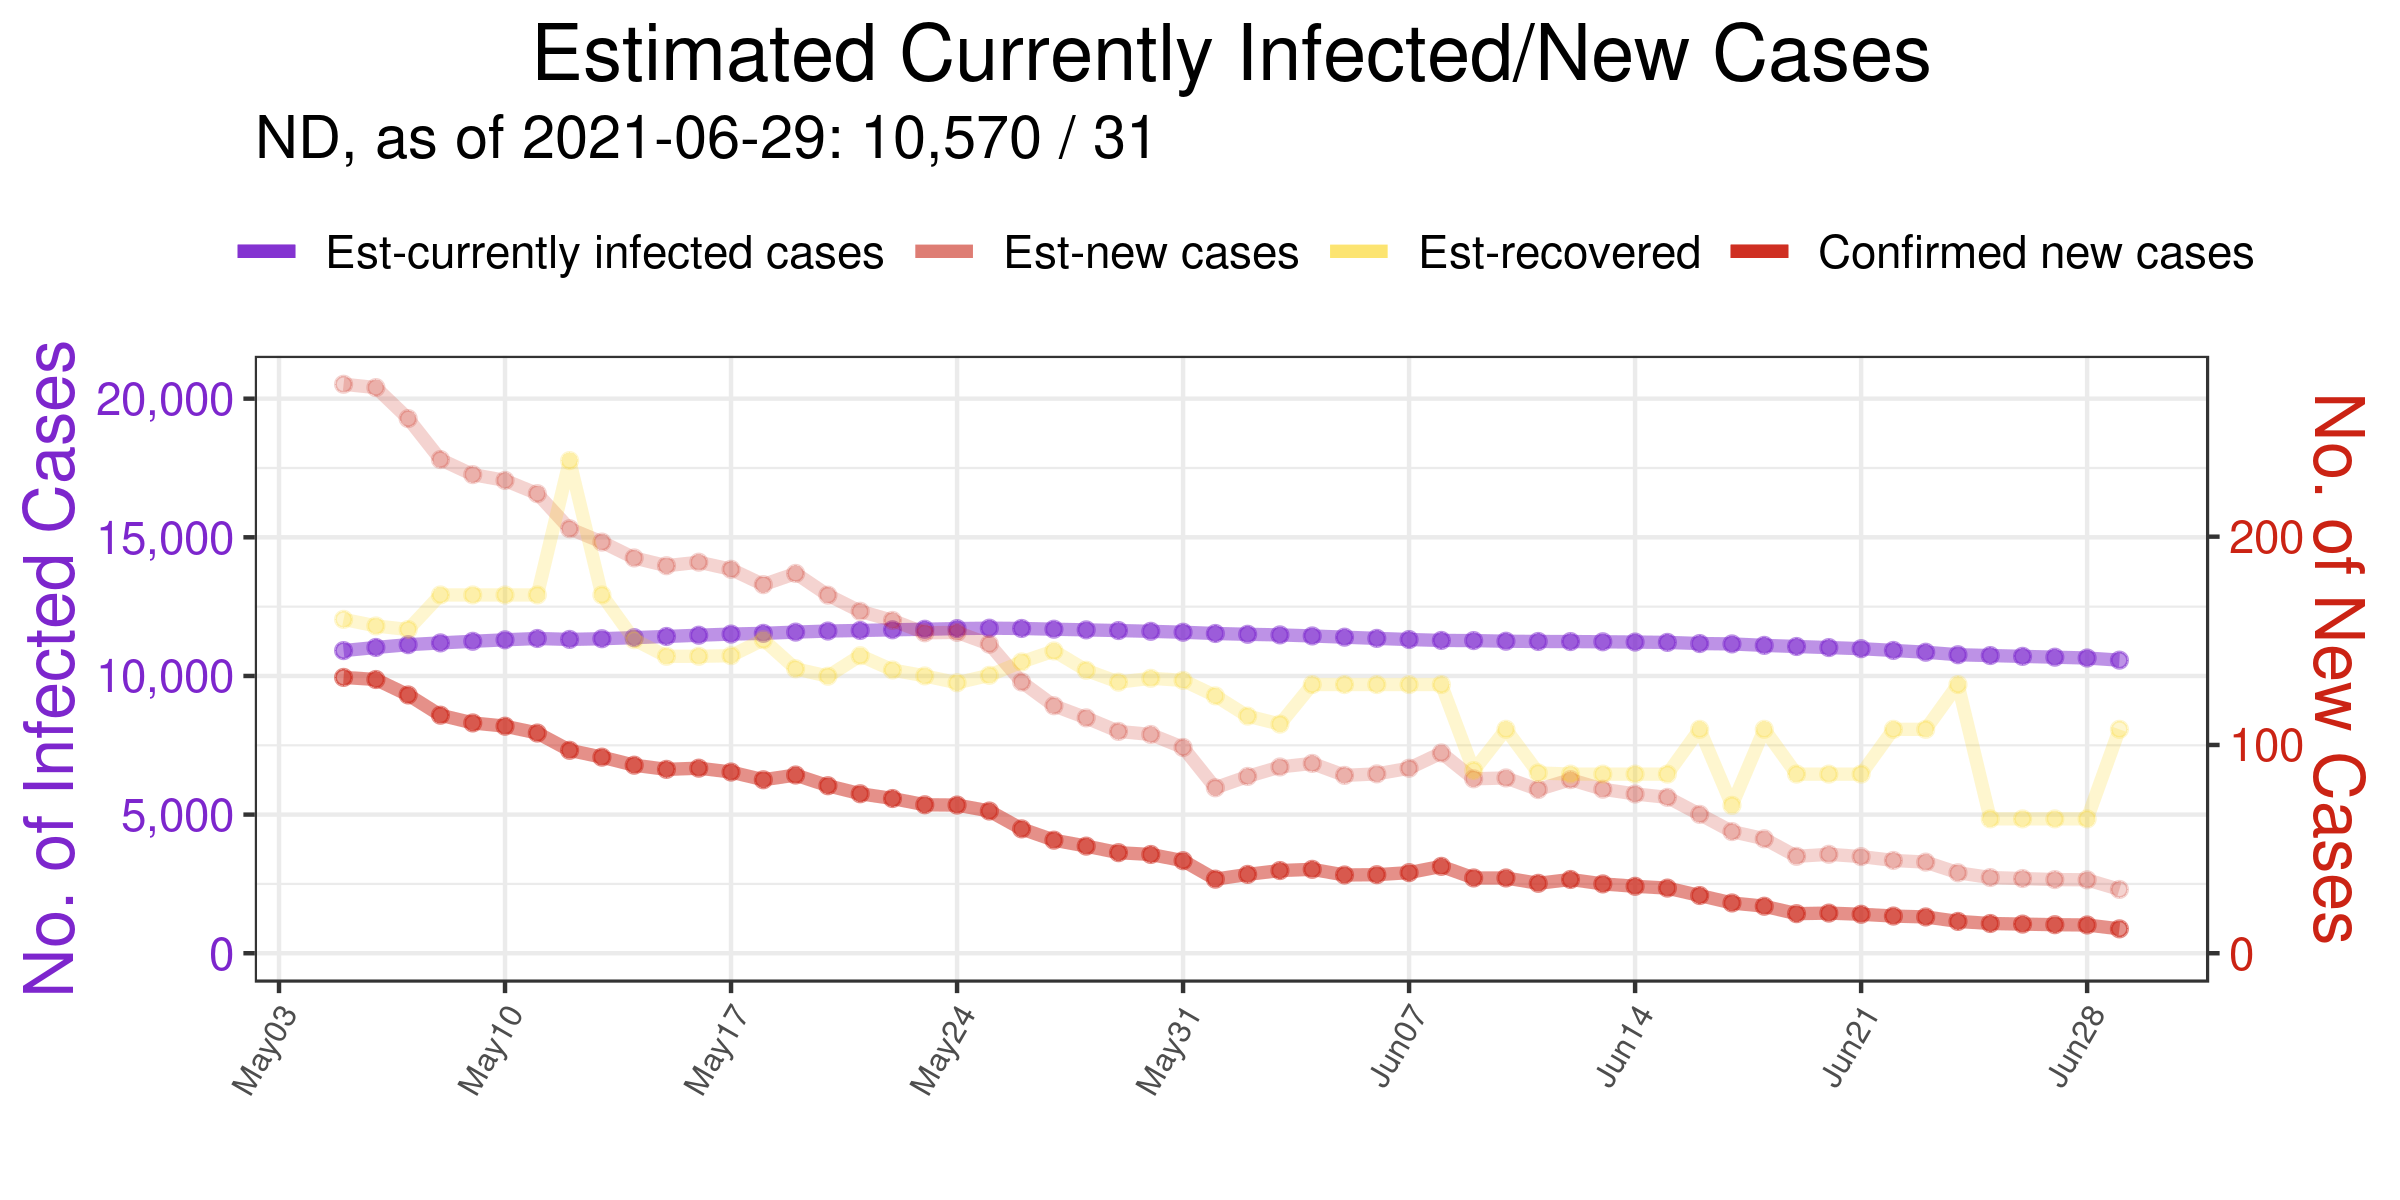 Estimated Currently Infected/New Cases
ND, as of 2021-06-29: 10,570 / 31
Est-currently infected cases Est-new cases Est-recovered Confirmed new cases
No. of Infected Cases
20,000
15,000
10,000
5,000
0
200
100
0
No. of New Cases
May03 May10 May17 May24 May31 Jun07 Jun14 Jun21 Jun28